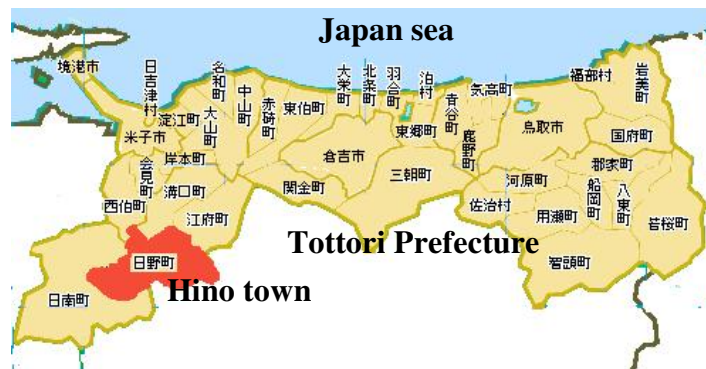 Japan sea
境港市
日吉津村
淀江町
米子市
名和町
大山町
中山町
赤碕町
東伯町
大栄町
北条町
羽合町
泊村
東郷町
青谷町
気高町
鹿野町
鳥取市
福部村
岩美町
国府町
会見町
岸本町
溝口町
西伯町
江府町
倉吉市
関金町
三朝町
河原町
郡家町
船岡町
八東町
若桜町
佐治村
用瀬町
智頭町
日野町
日南町
Tottori Prefecture
Hino town